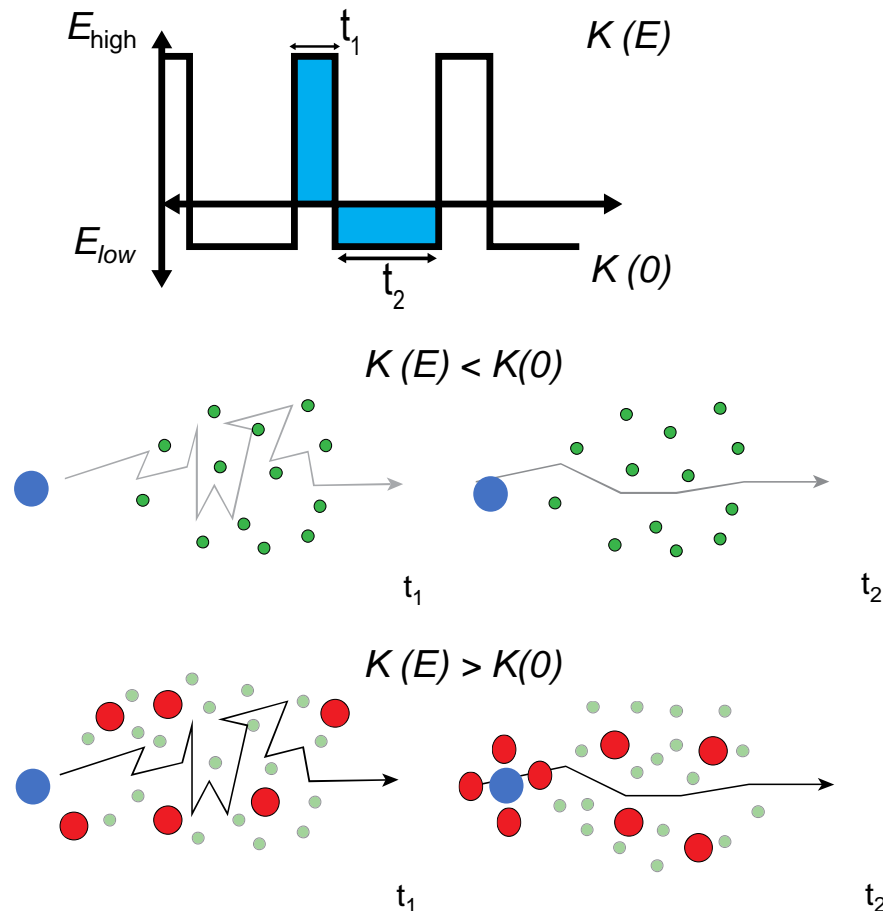 E_high t_1 K (E)
E_low t_2 K (0)
K (E) < K(0)
t_1 t_2
K (E) > K(0)
t_1 t_2